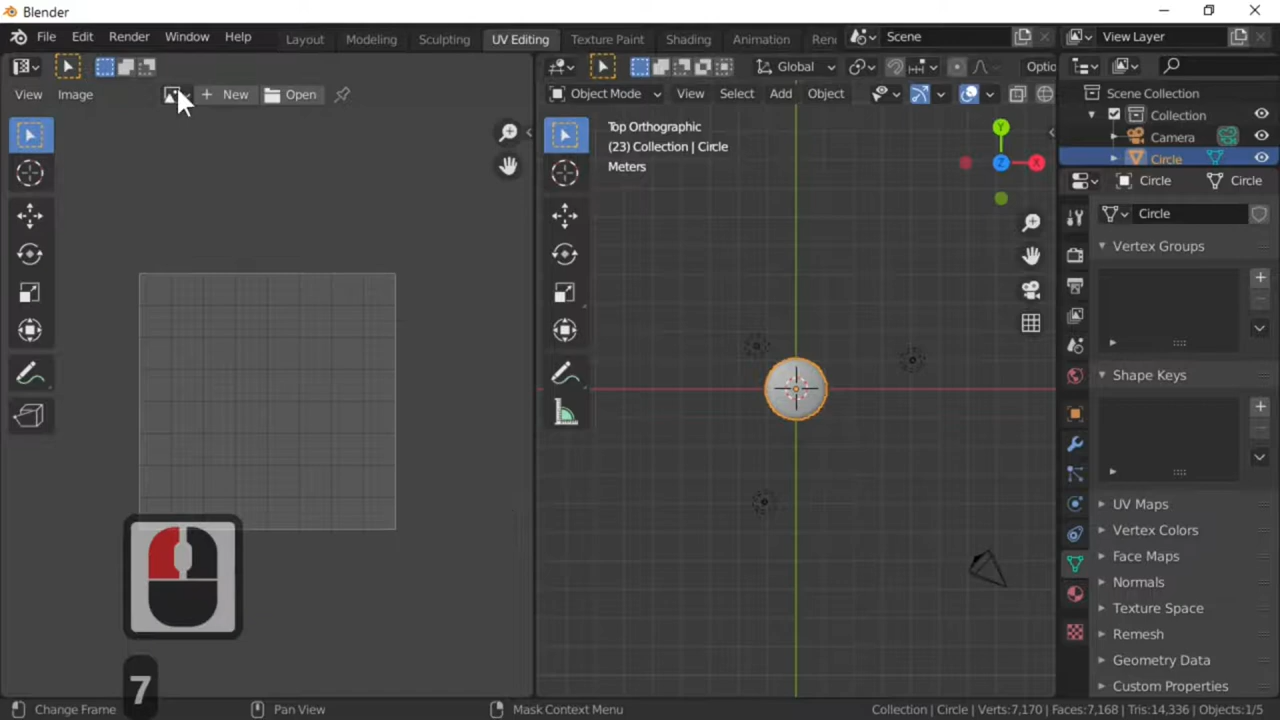 Blender
File Edit Render Window Help Layout Modeling Sculpting UV Editing Texture Paint Shading Animation Ren Scene View Layer
Global Optio
View Image New Open Object Mode View Select Add Object
Scene Collection
Collection
Camera
Circle
Top Orthographic
(23) Collection | Circle
Meters
Y
Z X
Circle Circle
Circle
Vertex Groups
Shape Keys
UV Maps
Vertex Colors
Face Maps
Normals
Texture Space
Remesh
Geometry Data
Custom Properties
7
Change Frame Pan View Mask Context Menu Collection | Circle | Verts:7,170 | Faces:7,168 | Tris:14,336 | Objects:1/5